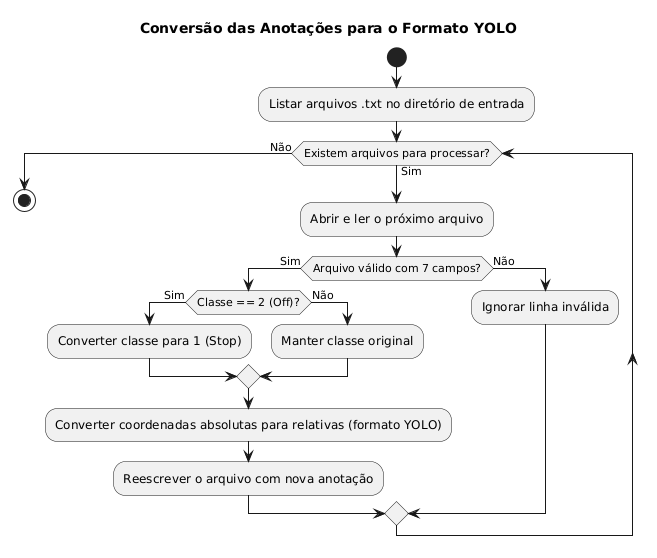 Conversão das Anotações para o Formato YOLO
Listar arquivos .txt no diretório de entrada
Existem arquivos para processar?
Não
Sim
Abrir e ler o próximo arquivo
Arquivo válido com 7 campos?
Sim
Não
Classe == 2 (Off)?
Sim
Não
Ignorar linha inválida
Converter classe para 1 (Stop)
Manter classe original
Converter coordenadas absolutas para relativas (formato YOLO)
Reescrever o arquivo com nova anotação